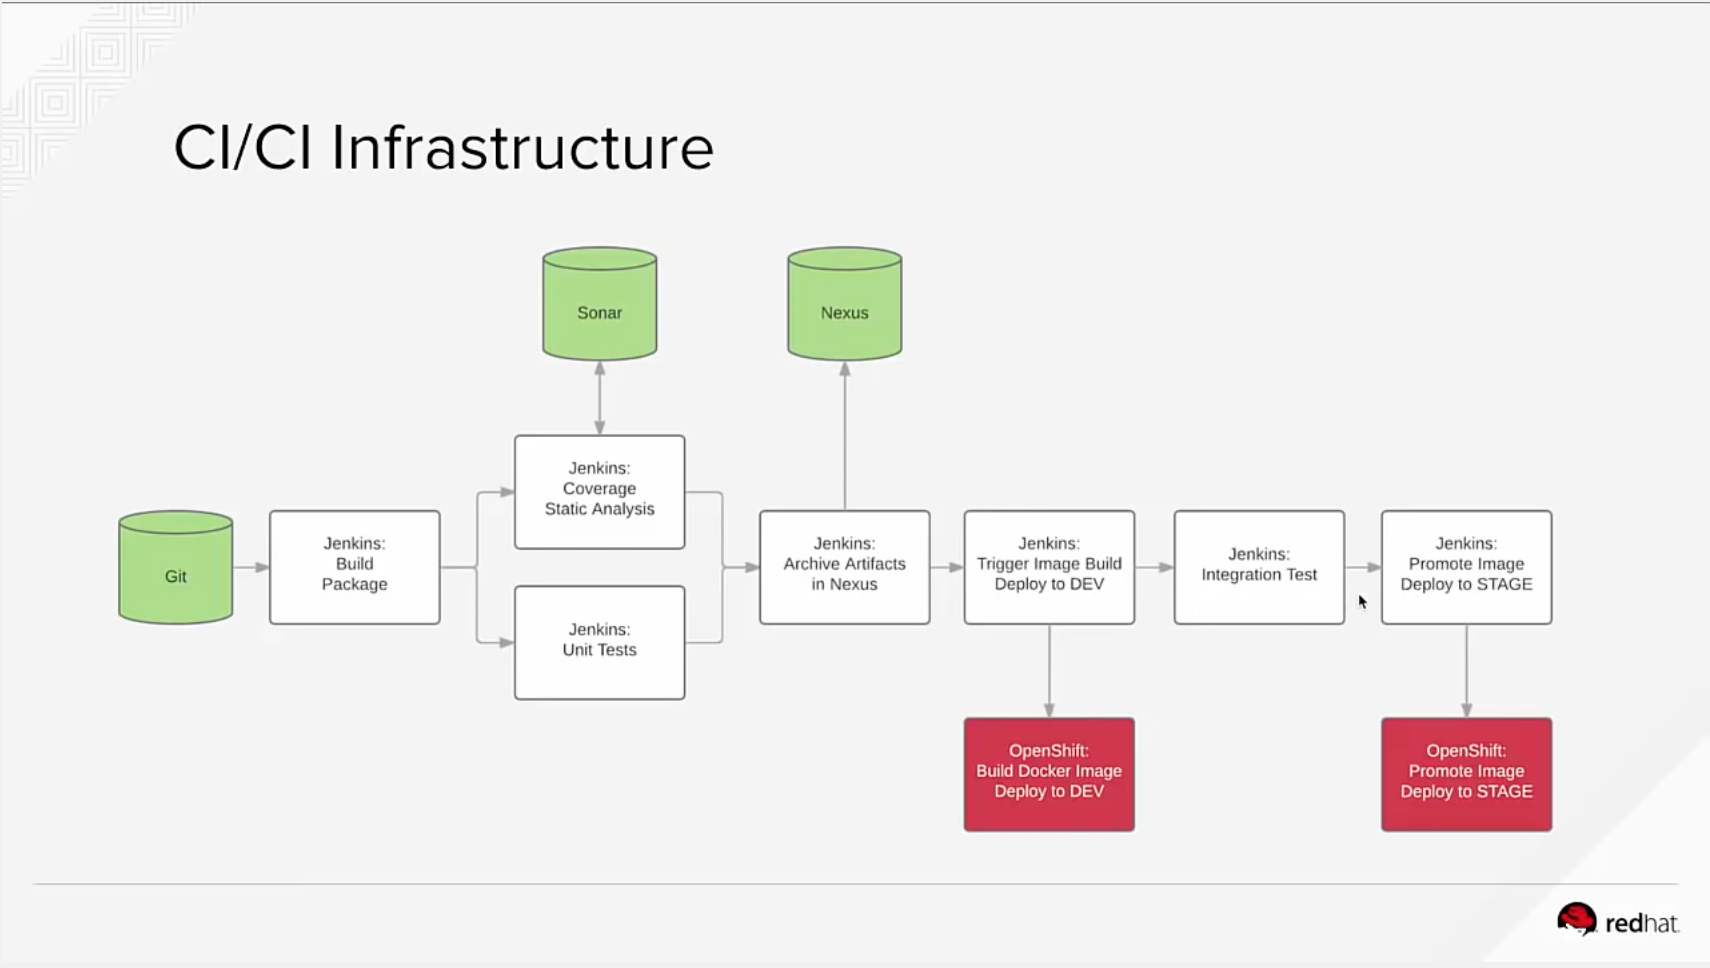 CI/CI Infrastructure
Sonar
Nexus
Jenkins:
Coverage
Static Analysis
Git
Jenkins:
Build
Package
Jenkins:
Unit Tests
Jenkins:
Archive Artifacts
in Nexus
Jenkins:
Trigger Image Build
Deploy to DEV
Jenkins:
Integration Test
Jenkins:
Promote Image
Deploy to STAGE
OpenShift:
Build Docker Image
Deploy to DEV
OpenShift:
Promote Image
Deploy to STAGE
redhat.